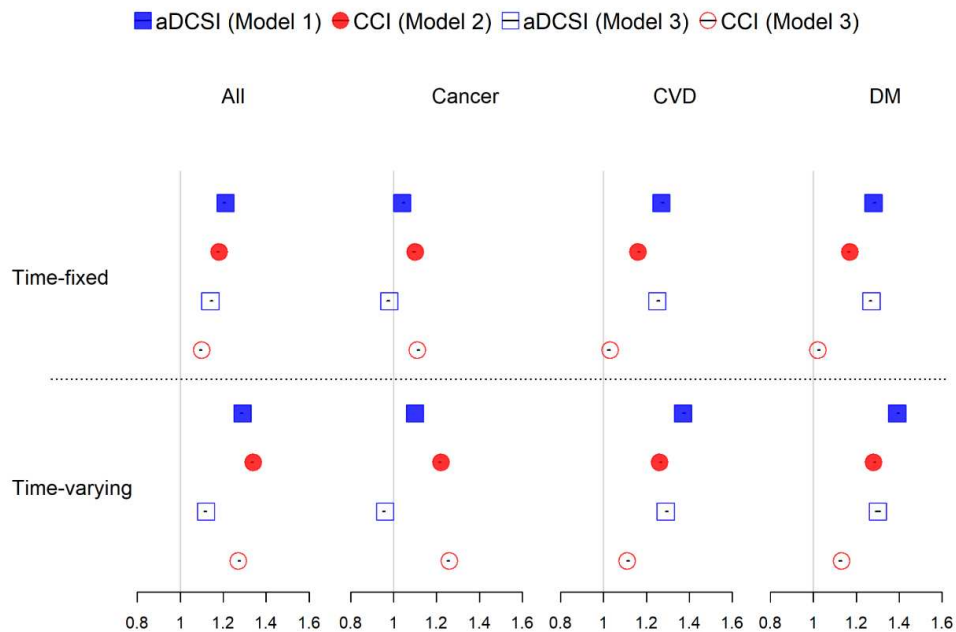 aDCSI (Model 1) CCI (Model 2) aDCSI (Model 3) CCI (Model 3)
All Cancer CVD DM
Time-fixed
Time-varying
0.8 1 1.2 1.4 1.6 0.8 1 1.2 1.4 1.6 0.8 1 1.2 1.4 1.6 0.8 1 1.2 1.4 1.6